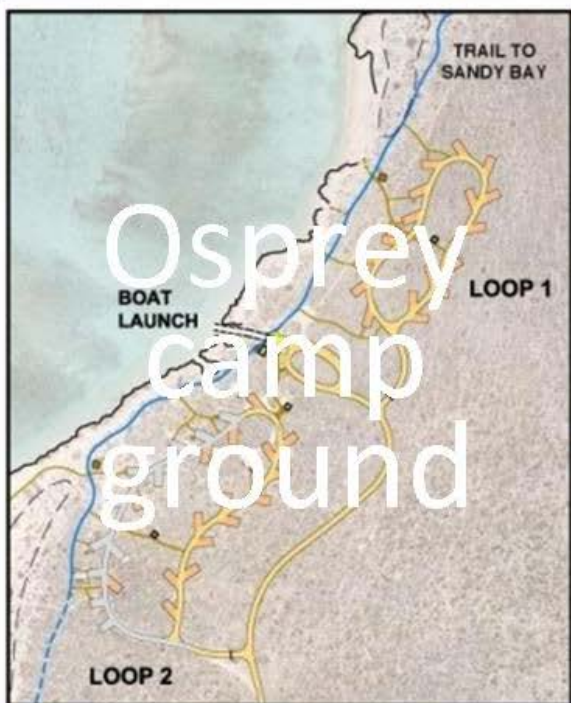 TRAIL TO
SANDY BAY
Osprey
LOOP 1
BOAT
LAUNCH
camp
ground
LOOP 2